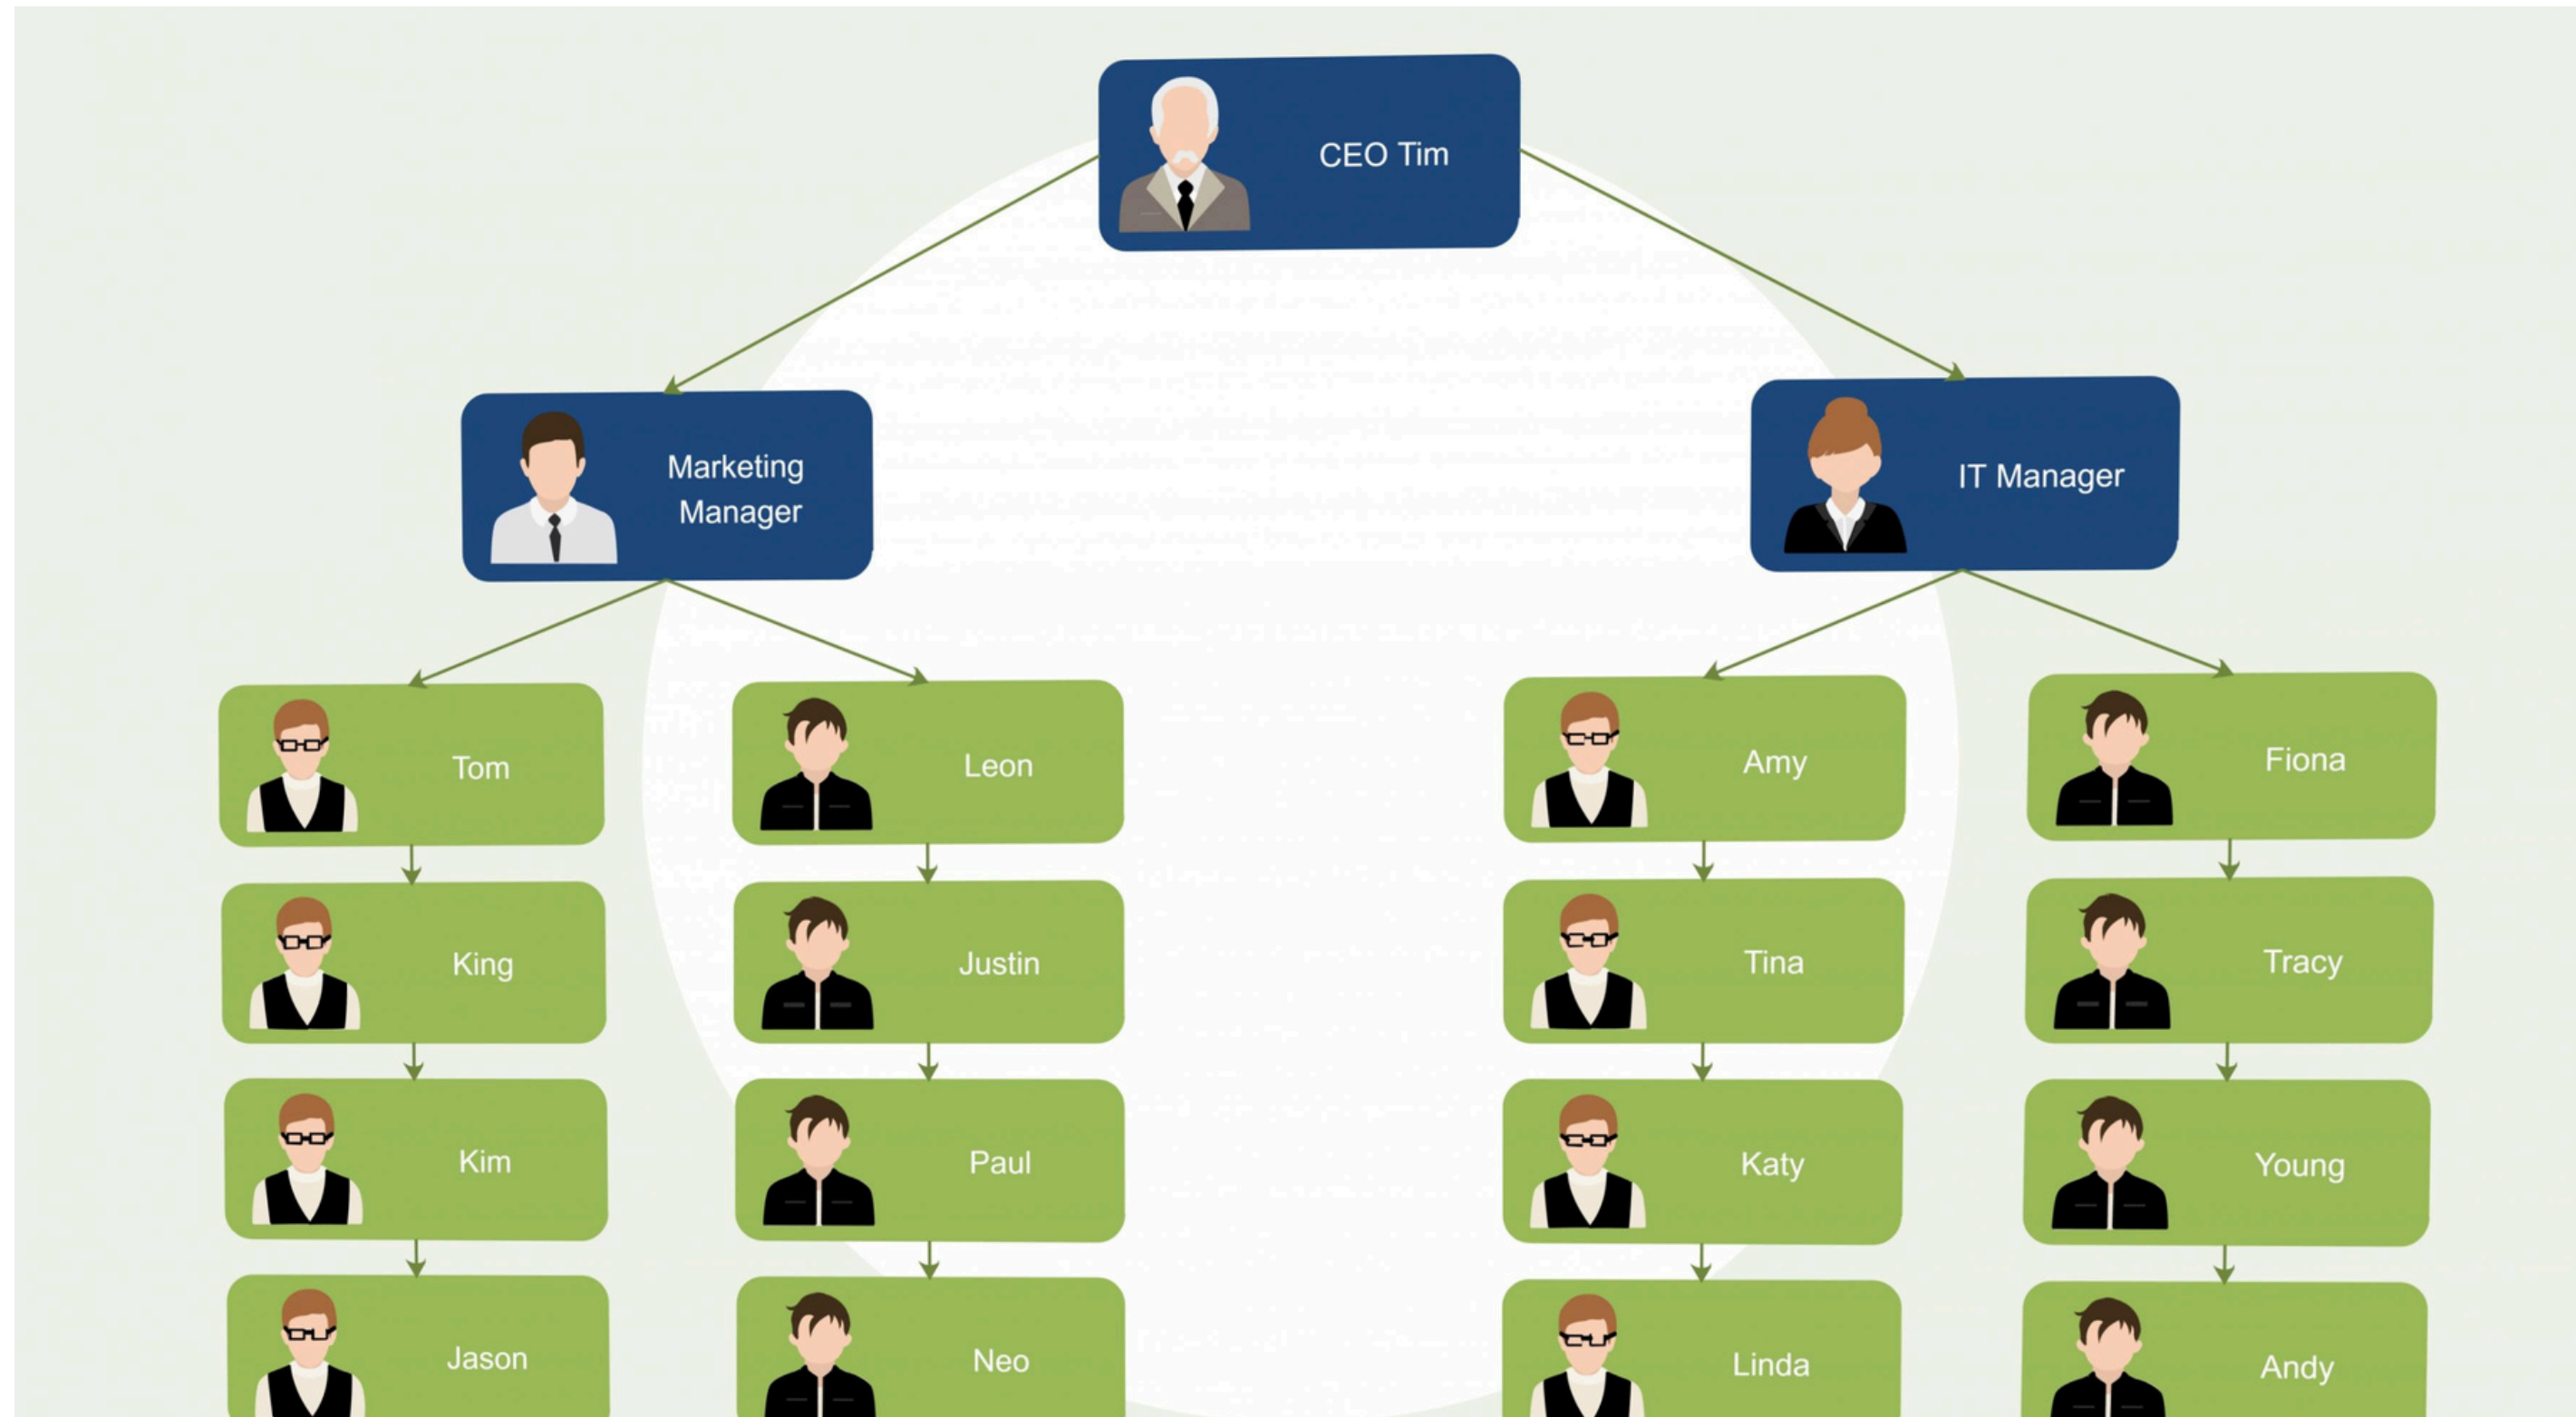 CEO Tim
Marketing
Manager
IT Manager
Tom
Leon
Amy
Fiona
King
Justin
Tina
Tracy
Kim
Paul
Katy
Young
Jason
Neo
Linda
Andy